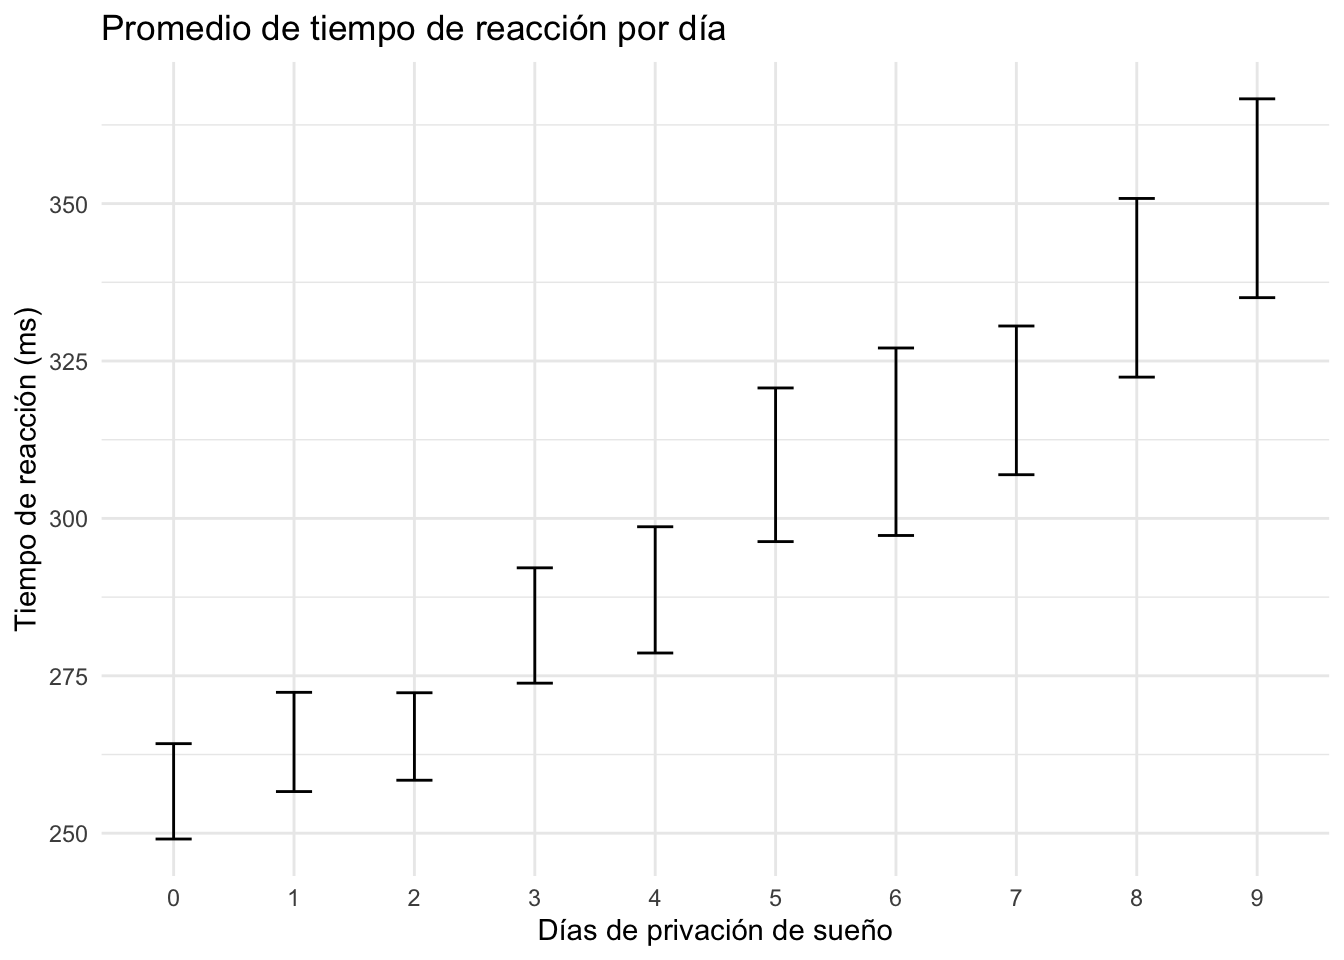 Promedio de tiempo de reacción por día
Tiempo de reacción (ms)
350
325
300
275
250
0 1 2 3 4 5 6 7 8 9
Días de privación de sueño